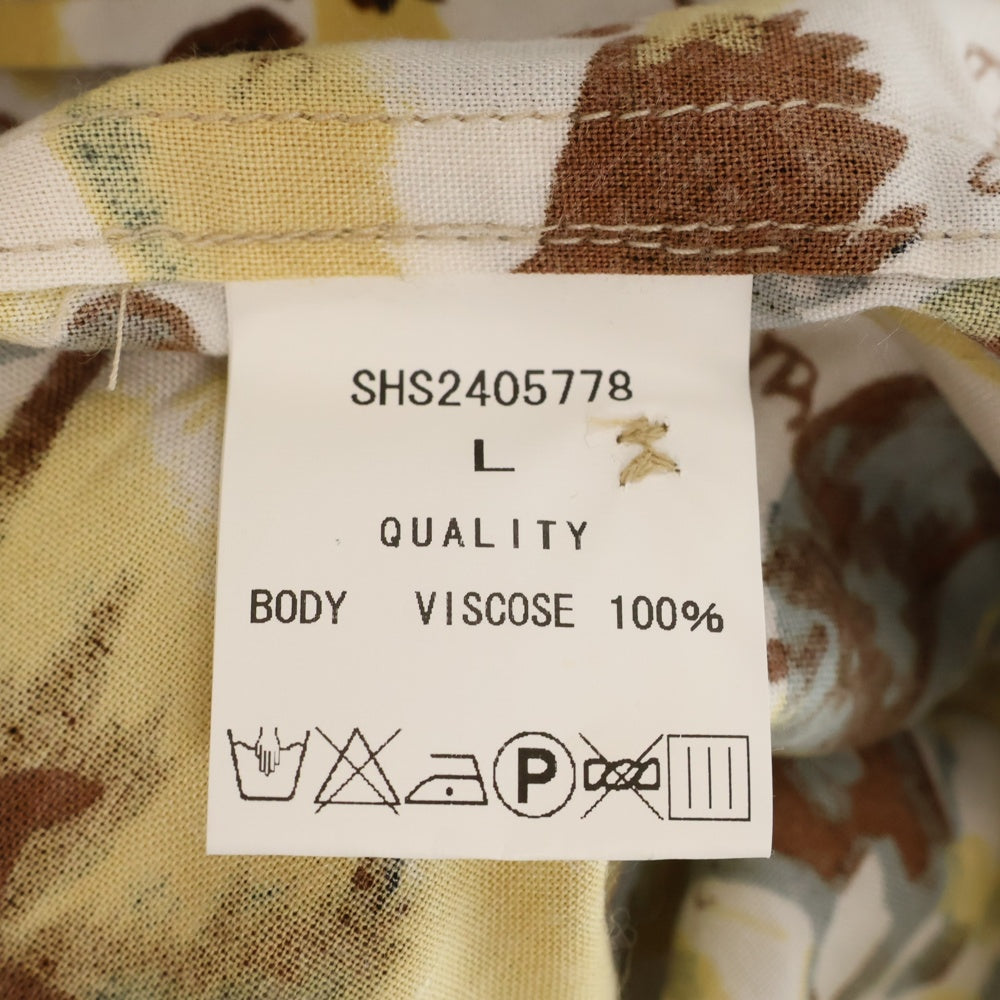 SHS2405778
L
QUALITY
BODY VISCOSE 100%
P